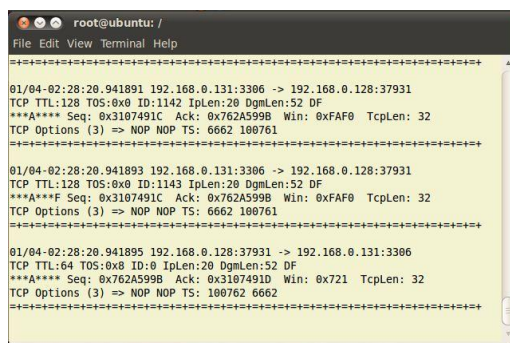 root@ubuntu: /
File Edit View Terminal Help
=+=+=+=+=+=+=+=+=+=+=+=+=+=+=+=+=+=+=+=+=+=+=+=+=+=+=+=+=+=+=+=+=+=+=+=+=+
01/04-02:28:20.941891 192.168.0.131:3306 -> 192.168.0.128:37931
TCP TTL:128 TOS:0x0 ID:1142 IpLen:20 DgmLen:52 DF
***A**** Seq: 0x3107491C Ack: 0x762A599B Win: 0xFAF0 TcpLen: 32
TCP Options (3) => NOP NOP TS: 6662 100761
=+=+=+=+=+=+=+=+=+=+=+=+=+=+=+=+=+=+=+=+=+=+=+=+=+=+=+=+=+=+=+=+=+=+=+=+=+
01/04-02:28:20.941893 192.168.0.131:3306 -> 192.168.0.128:37931
TCP TTL:128 TOS:0x0 ID:1143 IpLen:20 DgmLen:52 DF
***A***F Seq: 0x3107491C Ack: 0x762A599B Win: 0xFAF0 TcpLen: 32
TCP Options (3) => NOP NOP TS: 6662 100761
=+=+=+=+=+=+=+=+=+=+=+=+=+=+=+=+=+=+=+=+=+=+=+=+=+=+=+=+=+=+=+=+=+=+=+=+=+
01/04-02:28:20.941895 192.168.0.128:37931 -> 192.168.0.131:3306
TCP TTL:64 TOS:0x8 ID:0 IpLen:20 DgmLen:52 DF
***A**** Seq: 0x762A599B Ack: 0x3107491D Win: 0x721 TcpLen: 32
TCP Options (3) => NOP NOP TS: 100762 6662
=+=+=+=+=+=+=+=+=+=+=+=+=+=+=+=+=+=+=+=+=+=+=+=+=+=+=+=+=+=+=+=+=+=+=+=+=+